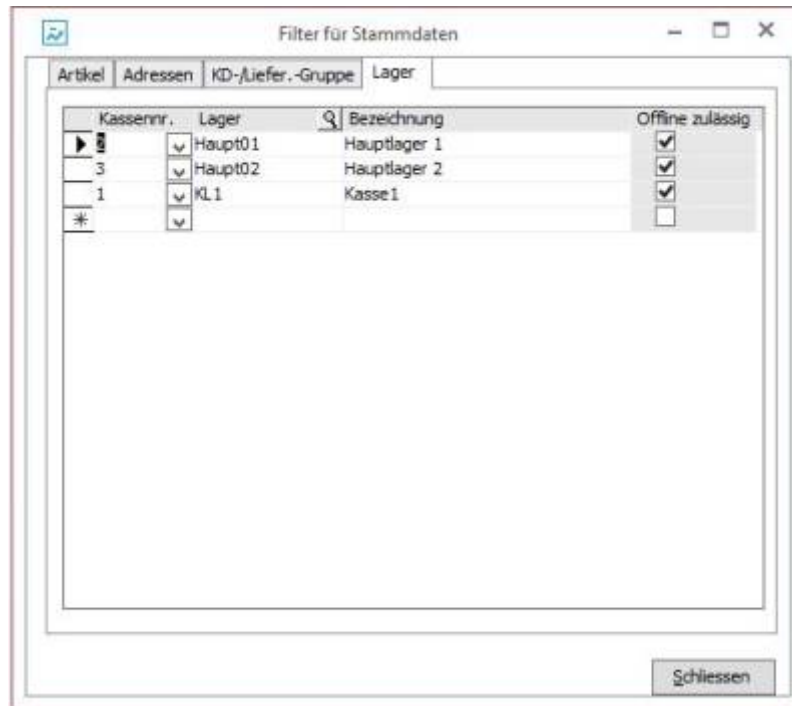 Filter für Stammdaten
Artikel Adressen KD-/Liefer.-Gruppe Lager
Kassennr. Lager Bezeichnung Offline zulässig
2 Haupt01 Hauptlager 1
3 Haupt02 Hauptlager 2
1 KL1 Kasse1
Schliessen